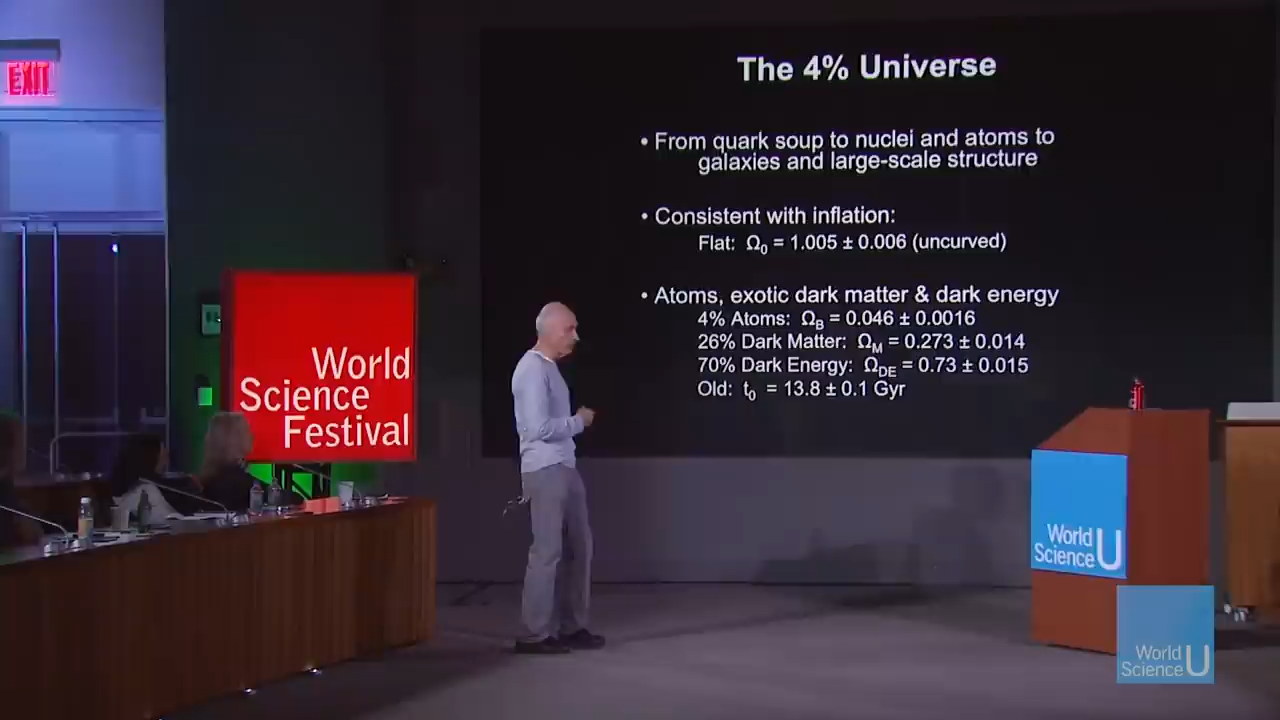 EXIT
World
Science
Festival
The 4% Universe
• From quark soup to nuclei and atoms to
galaxies and large-scale structure
• Consistent with inflation:
Flat: Ω₀ = 1.005 ± 0.006 (uncurved)
• Atoms, exotic dark matter & dark energy
4% Atoms: Ω_B = 0.046 ± 0.0016
26% Dark Matter: Ω_M = 0.273 ± 0.014
70% Dark Energy: Ω_DE = 0.73 ± 0.015
Old: t₀ = 13.8 ± 0.1 Gyr
World
Science U
World
Science U